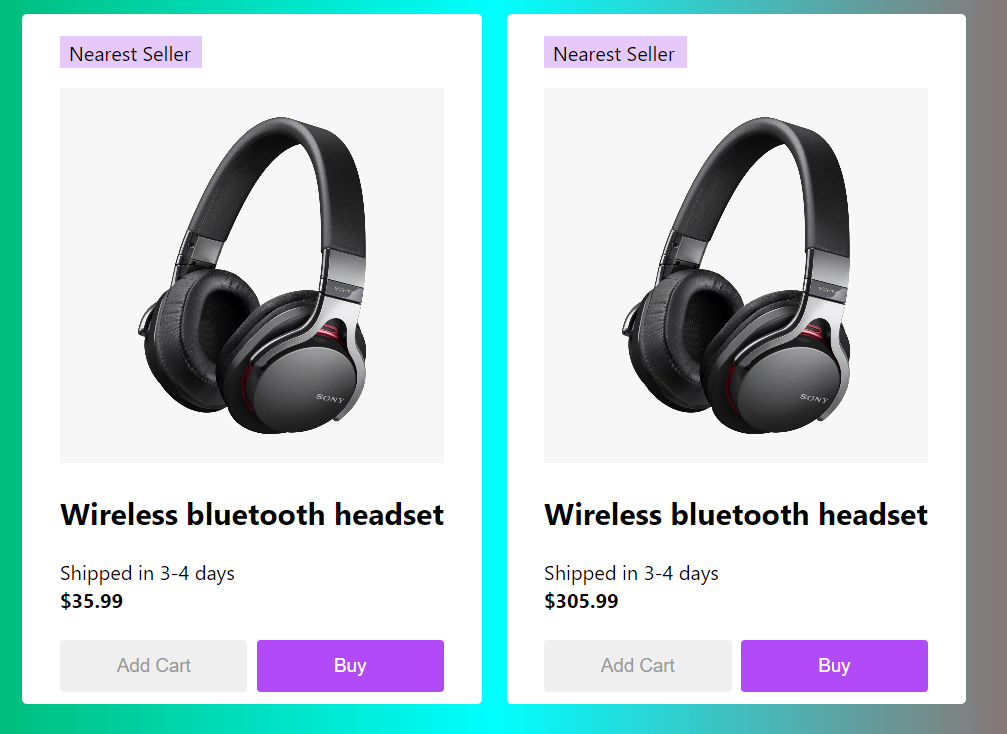 Nearest Seller
SONY
Wireless bluetooth headset
Shipped in 3-4 days
$35.99
Add Cart
Buy
Nearest Seller
SONY
Wireless bluetooth headset
Shipped in 3-4 days
$305.99
Add Cart
Buy